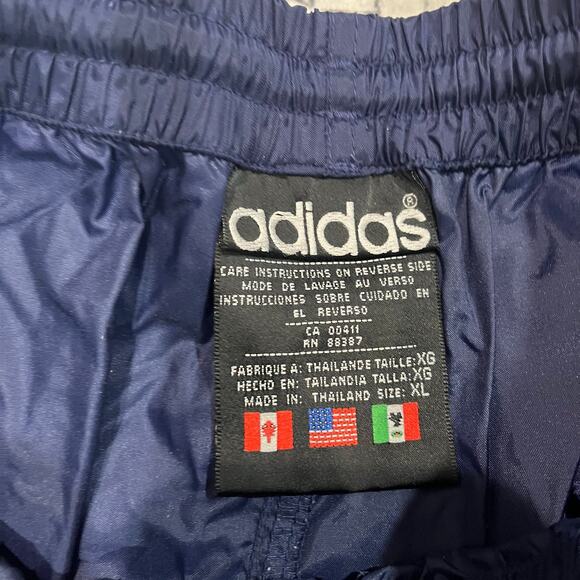 adidas®
CARE INSTRUCTIONS ON REVERSE SIDE
MODE DE LAVAGE AU VERSO
INSTRUCCIONES SOBRE CUIDADO EN
EL REVERSO
CA 00411
RN 88387
FABRIQUE A: THAILANDE TAILLE: XG
HECHO EN: TAILANDIA TALLA: XG
MADE IN: THAILAND SIZE: XL